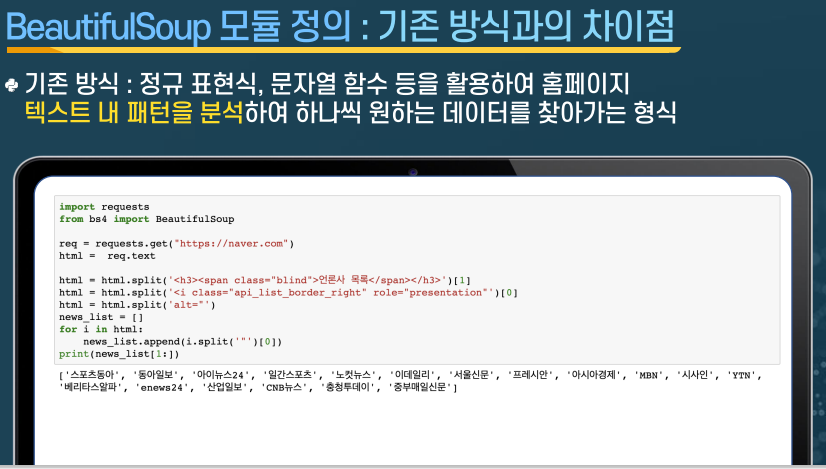 BeautifulSoup 모듈 정의 : 기존 방식과의 차이점
기존 방식 : 정규 표현식, 문자열 함수 등을 활용하여 홈페이지
텍스트 내 패턴을 분석하여 하나씩 원하는 데이터를 찾아가는 형식
import requests
from bs4 import BeautifulSoup
req = requests.get("https://naver.com")
html =  req.text
html = html.split('<h3><span class="blind">언론사 목록</span></h3>')[1]
html = html.split('<i class="api_list_border_right" role="presentation"')[0]
html = html.split('alt="')
news_list = []
for i in html:
    news_list.append(i.split('"')[0])
print(news_list[1:])
['스포츠동아', '동아일보', '아이뉴스24', '일간스포츠', '노컷뉴스', '이데일리', '서울신문', '프레시안', '아시아경제', 'MBN', '시사인', 'YTN',
'베리타스알파', 'enews24', '산업일보', 'CNB뉴스', '충청투데이', '중부매일신문']